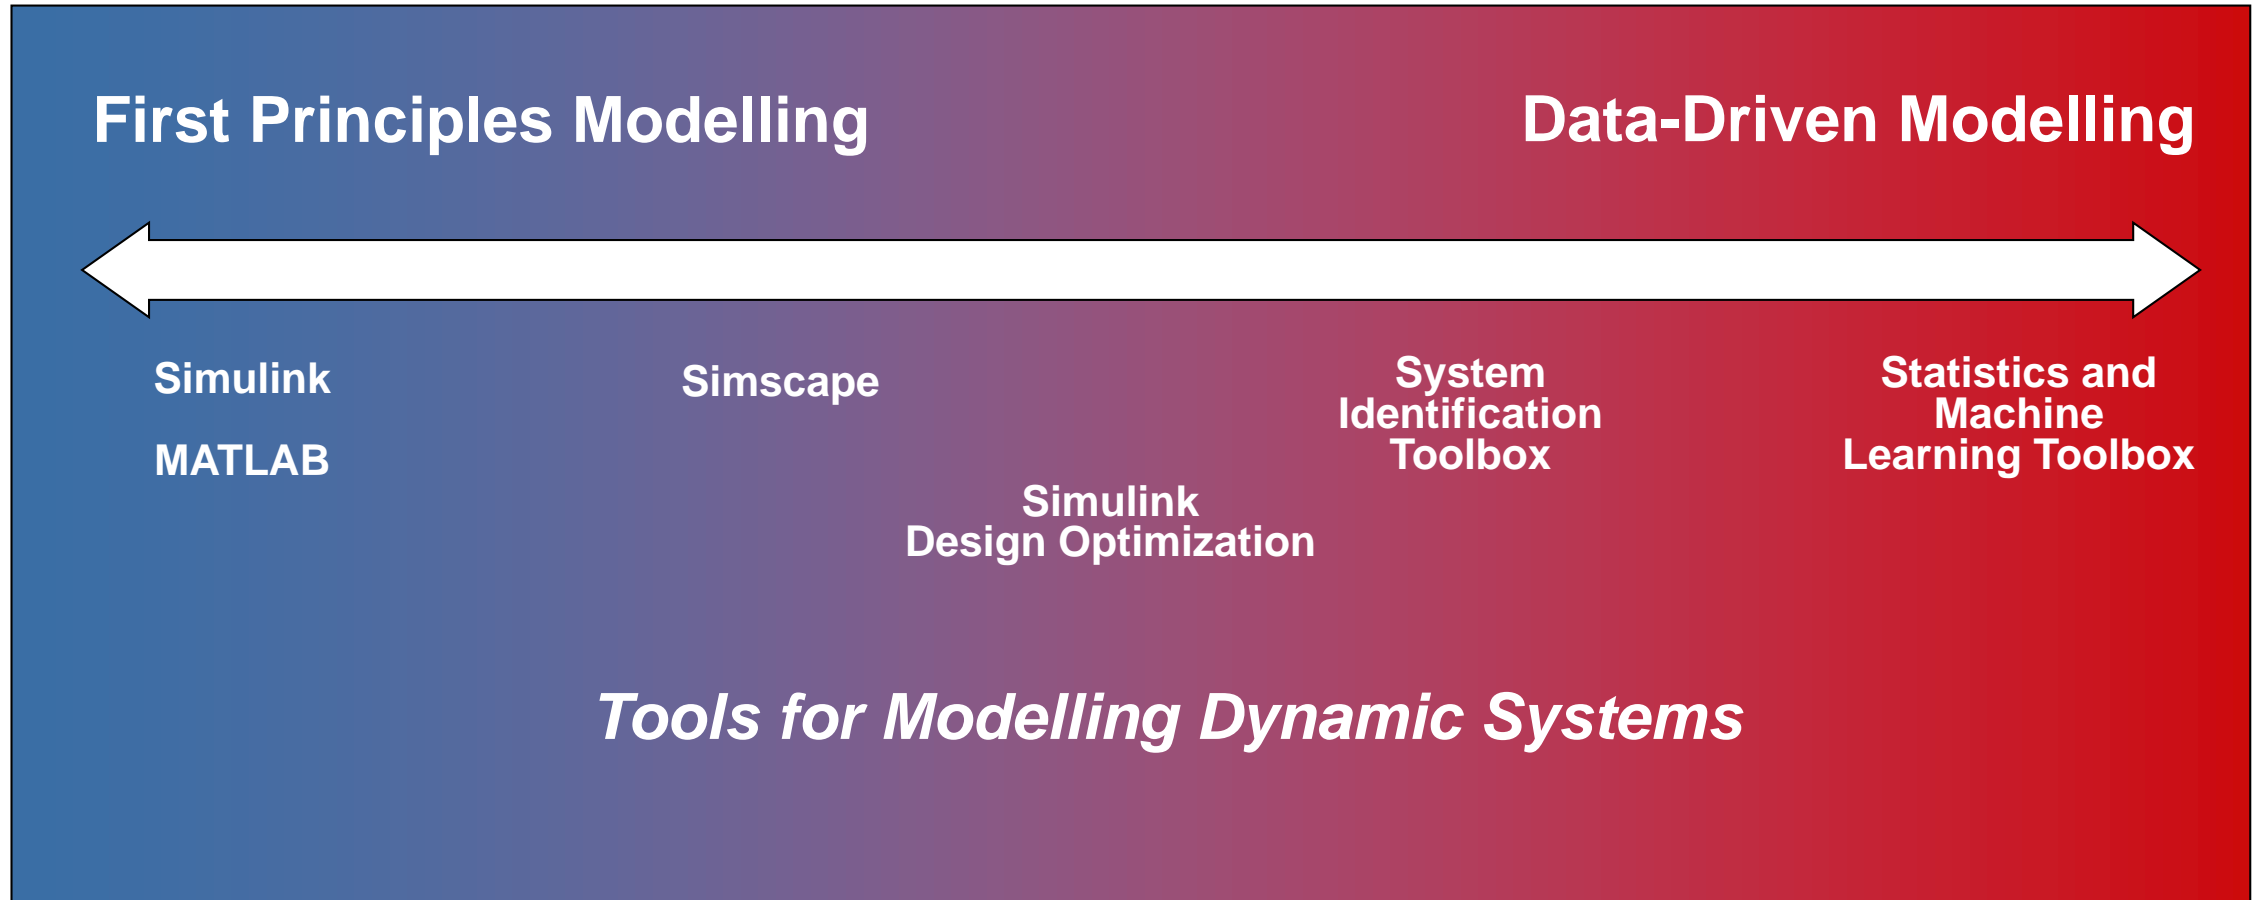 First Principles Modelling
Data-Driven Modelling
Simulink
MATLAB
Simscape
Simulink
Design Optimization
System
Identification
Toolbox
Statistics and
Machine
Learning Toolbox
Tools for Modelling Dynamic Systems